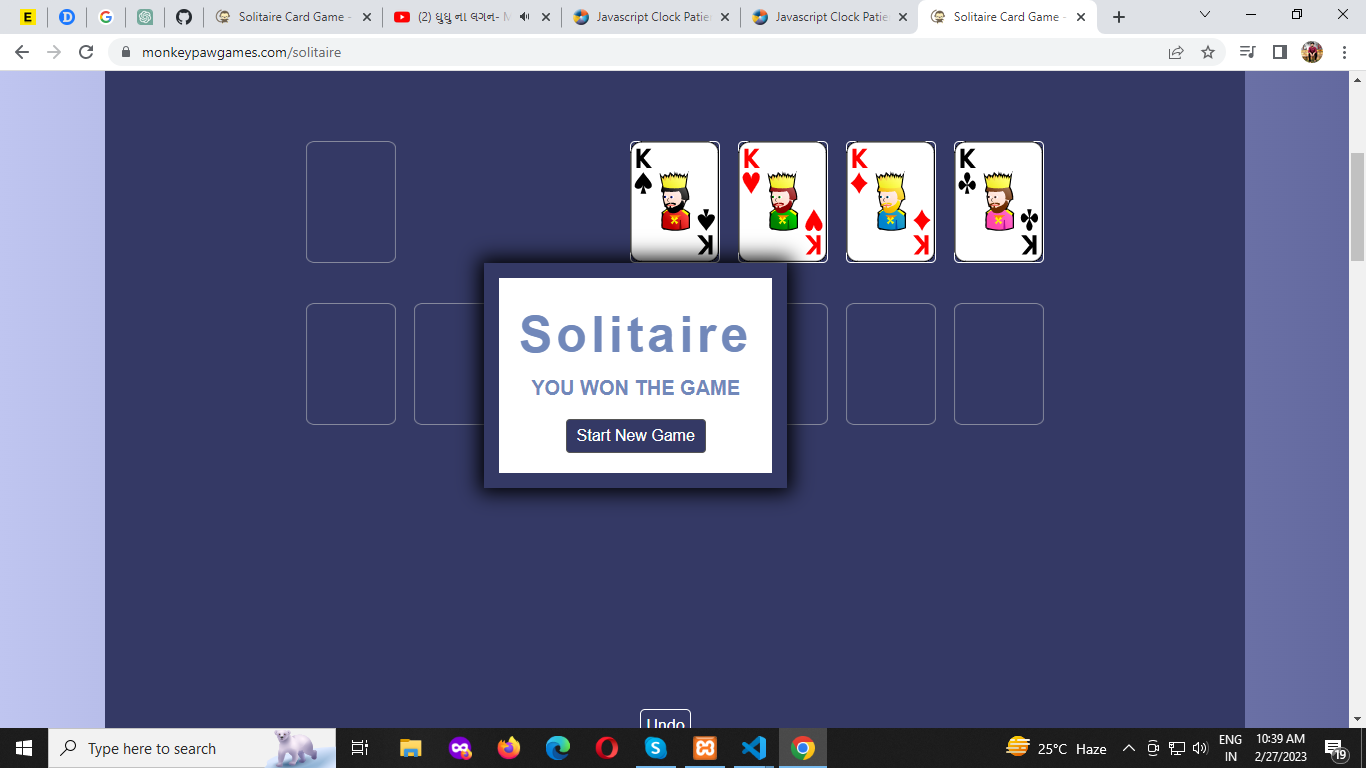 E
D
G
Solitaire Card Game -
(2) ઘુઘુ ના લગન- M
Javascript Clock Patie
Javascript Clock Patie
Solitaire Card Game -
monkeypawgames.com/solitaire
K K K K
K K K K
Solitaire
YOU WON THE GAME
Start New Game
Undo
Type here to search
S
25°C Haze
ENG
IN
10:39 AM
2/27/2023
19